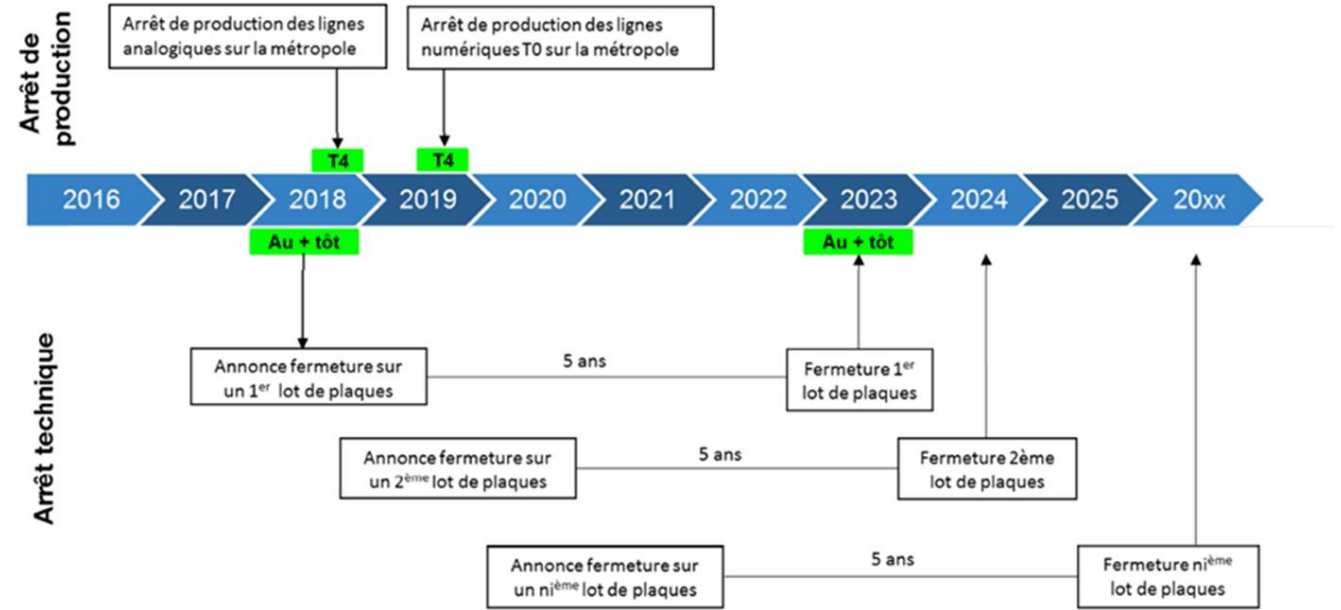 Arrêt de
production
Arrêt de production des lignes
analogiques sur la métropole
Arrêt de production des lignes
numériques T0 sur la métropole
T4
T4
2016
2017
2018
2019
2020
2021
2022
2023
2024
2025
20xx
Au + tôt
Au + tôt
Arrêt technique
Annonce fermeture sur
un 1er lot de plaques
5 ans
Fermeture 1er
lot de plaques
Annonce fermeture sur
un 2ème lot de plaques
5 ans
Fermeture 2ème
lot de plaques
Annonce fermeture sur
un nième lot de plaques
5 ans
Fermeture nième
lot de plaques